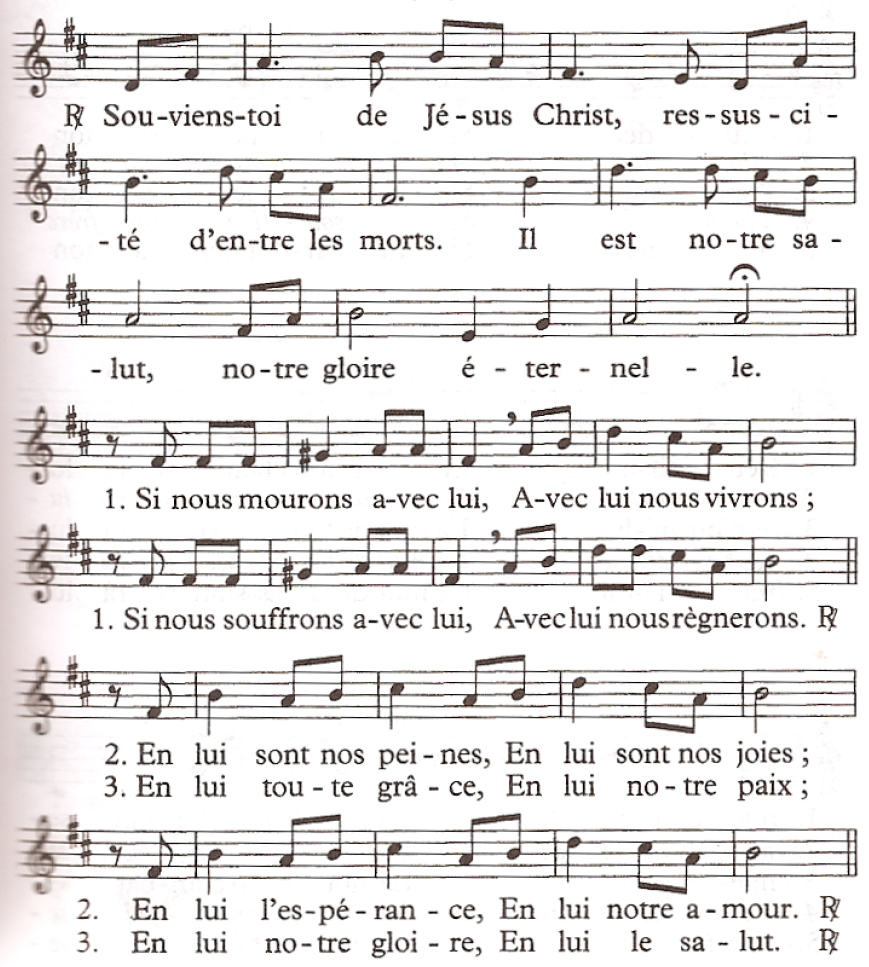 ℟ Sou-viens-toi de Jé-sus Christ, res-sus-ci-
-té d'en-tre les morts. Il est no-tre sa-
-lut, no-tre gloire é-ter-nel-le.
1. Si nous mourons a-vec lui, A-vec lui nous vivrons ;
1. Si nous souffrons a-vec lui, A-vec lui nous règnerons. ℟
2. En lui sont nos pei-nes, En lui sont nos joies ;
3. En lui tou-te grâ-ce, En lui no-tre paix ;
2. En lui l'es-pé-ran-ce, En lui notre a-mour. ℟
3. En lui no-tre gloi-re, En lui le sa-lut. ℟